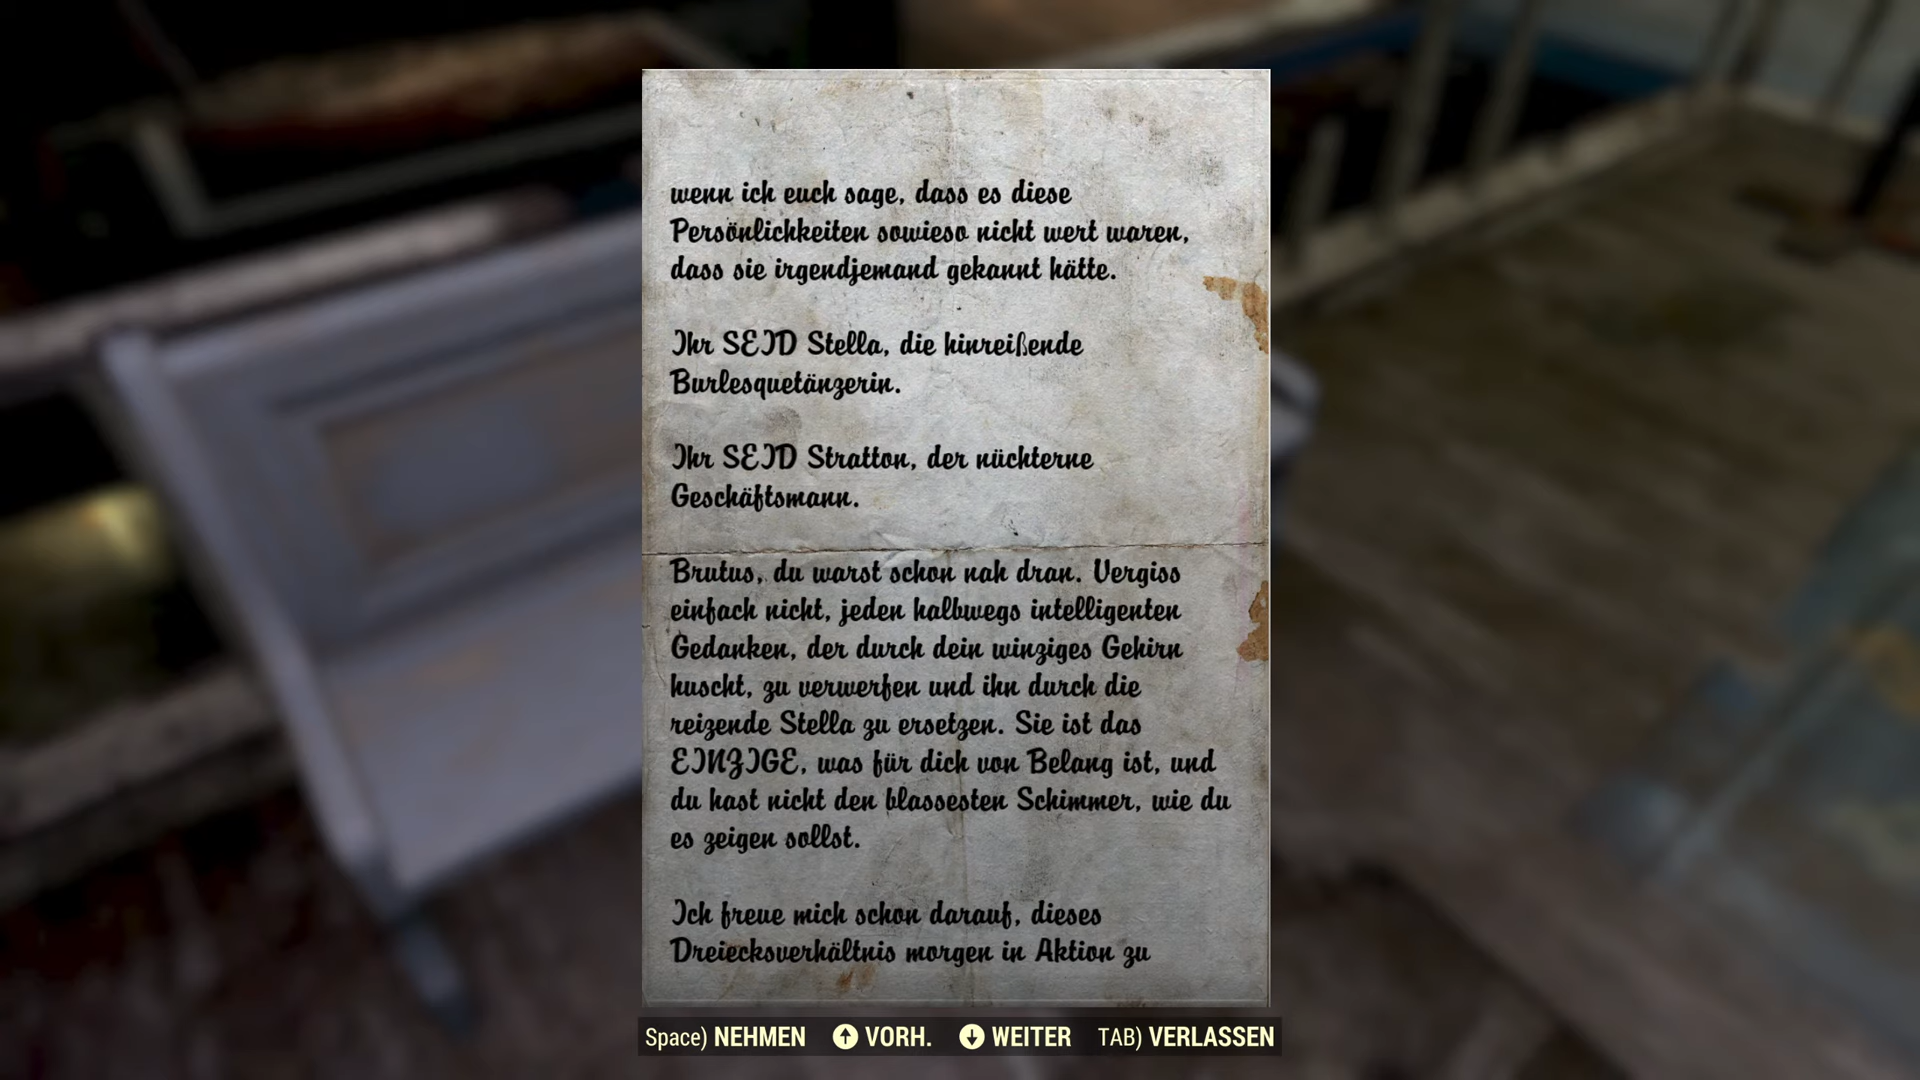 wenn ich euch sage, dass es diese
Persönlichkeiten sowieso nicht wert waren,
dass sie irgendjemand gekannt hätte.
Ihr SEID Stella, die hinreißende
Burlesquetänzerin.
Ihr SEID Stratton, der nüchterne
Geschäftsmann.
Brutus, du warst schon nah dran. Vergiss
einfach nicht, jeden halbwegs intelligenten
Gedanken, der durch dein winziges Gehirn
huscht, zu verwerfen und ihn durch die
reizende Stella zu ersetzen. Sie ist das
EINZIGE, was für dich von Belang ist, und
du hast nicht den blassesten Schimmer, wie du
es zeigen sollst.
Ich freue mich schon darauf, dieses
Dreiecksverhältnis morgen in Aktion zu
Space) NEHMEN VORH. WEITER TAB) VERLASSEN